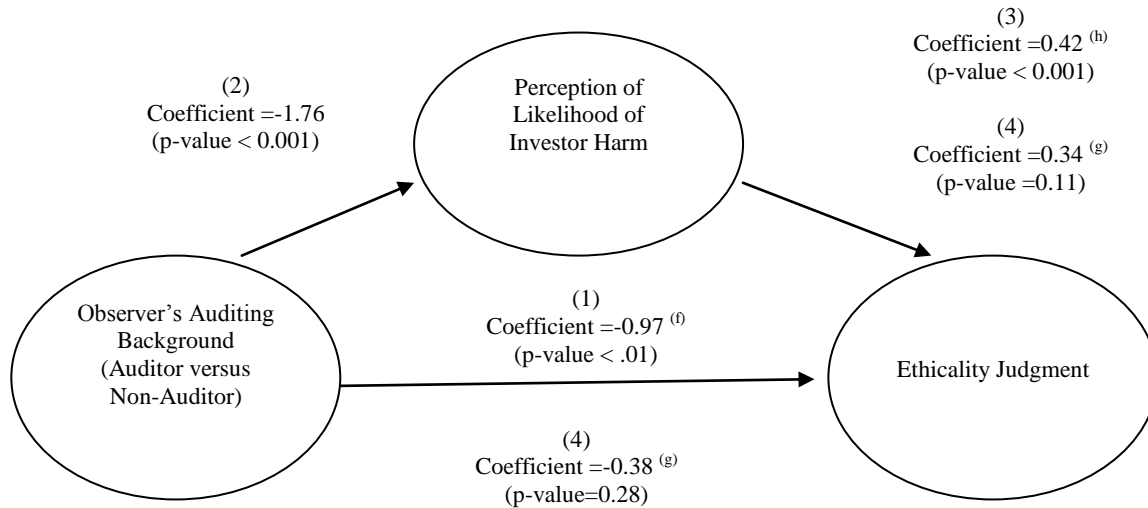 (3)
Coefficient =0.42 (h)
(p-value < 0.001)
(2)
Coefficient =-1.76
(p-value < 0.001)
Perception of
Likelihood of
Investor Harm
(4)
Coefficient =0.34 (g)
(p-value =0.11)
Observer’s Auditing
Background
(Auditor versus
Non-Auditor)
(1)
Coefficient =-0.97 (f)
(p-value < .01)
Ethicality Judgment
(4)
Coefficient =-0.38 (g)
(p-value=0.28)